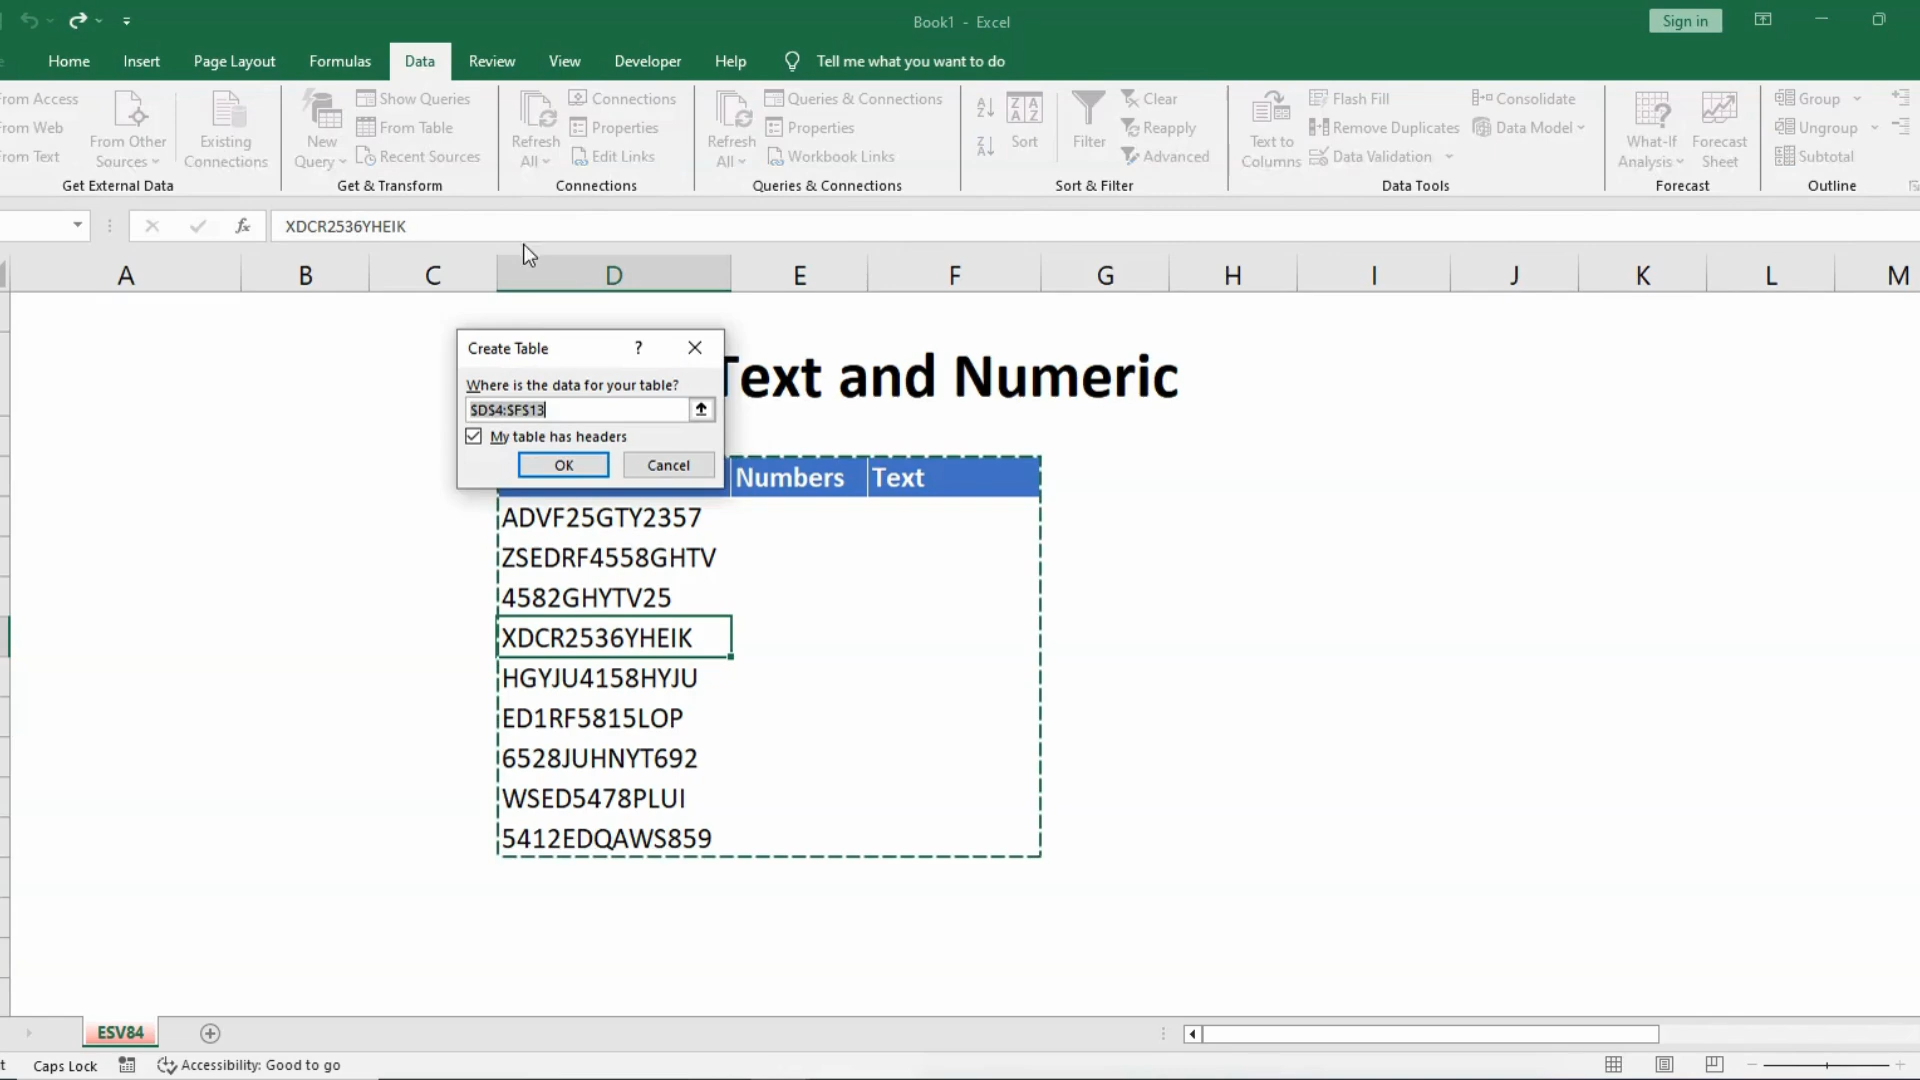 Book1 - Excel
Sign in
Home Insert Page Layout Formulas Data Review View Developer Help Tell me what you want to do
From Other Sources
Existing Connections
Get External Data
New Query
Show Queries
From Table
Recent Sources
Get & Transform
Refresh All
Connections
Properties
Edit Links
Connections
Refresh All
Queries & Connections
Properties
Workbook Links
Queries & Connections
Sort
Filter
Clear
Reapply
Advanced
Sort & Filter
Text to Columns
Flash Fill
Remove Duplicates
Data Validation
Consolidate
Data Model
Data Tools
What-If Analysis
Forecast Sheet
Forecast
Group
Ungroup
Subtotal
Outline
fx XDCR2536YHEIK
A B C D E F G H I J K L M
Text and Numeric
Create Table ?
Where is the data for your table?
$D$4:$F$13
My table has headers
OK Cancel
Numbers Text
ADVF25GTY2357
ZSEDRF4558GHTV
4582GHYTV25
XDCR2536YHEIK
HGYJU4158HYJU
ED1RF5815LOP
6528JUHNYT692
WSED5478PLUI
5412EDQAWS859
ESV84
Caps Lock Accessibility: Good to go